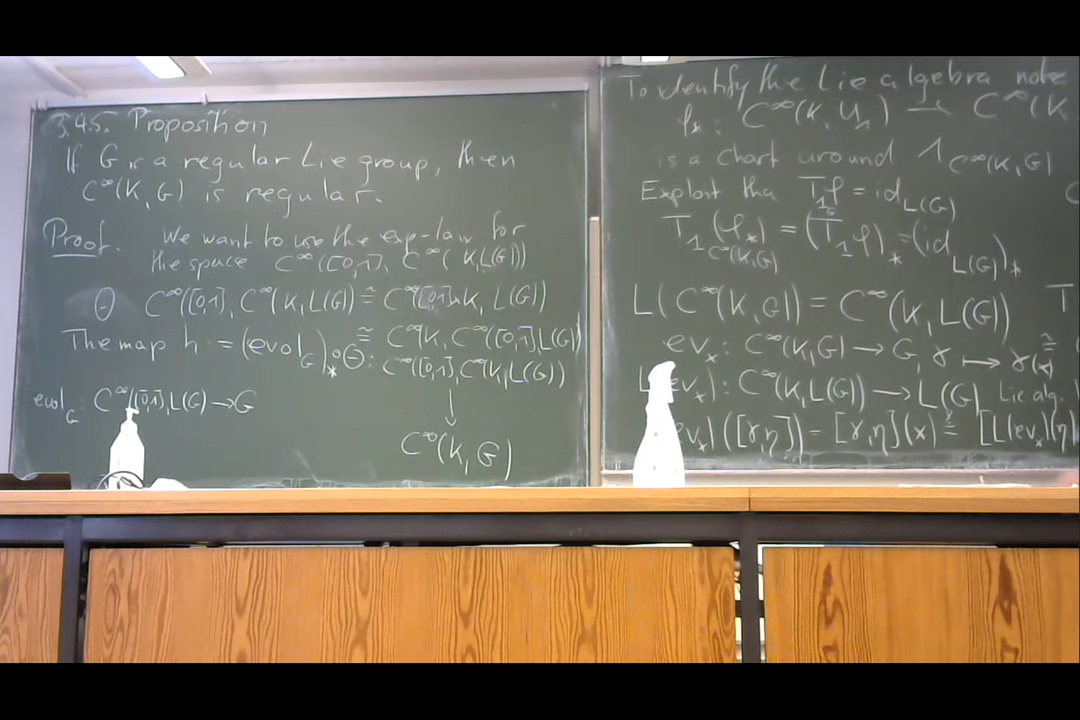 3.4.5. Proposition
If G is a regular Lie group, then
C^∞(K, G) is regular.
Proof. We want to use the exp-law for
the space C^∞([0,1], C^∞(K, L(G)))
Θ C^∞([0,1], C^∞(K, L(G)) ≅ C^∞([0,1]×K, L(G))
≅ C^∞(K, C^∞([0,1], L(G))
The map h := (evol_G)_* ∘ Θ : C^∞([0,1], C^∞(K, L(G)))
↓
evol_G : C^∞([0,1], L(G)) → G
C^∞(K, G)
To identify the Lie algebra note
φ_* : C^∞(K, U_1) → C^∞(K
is a chart around 1_{C^∞(K, G)}
Exploit tha T_{1_G}φ = id_{L(G)}
T_{1_{C^∞(K,G)}}(φ_*) = (T_1φ)_* = (id_{L(G)})_*
L(C^∞(K, G)) = C^∞(K, L(G))
ev_x : C^∞(K, G) → G, γ ↦ γ(x)
L(ev_x) : C^∞(K, L(G)) → L(G) Lie alg.
ev_x)([γ, η]) = [γ, η](x) ≟ [L(ev_x)(η)